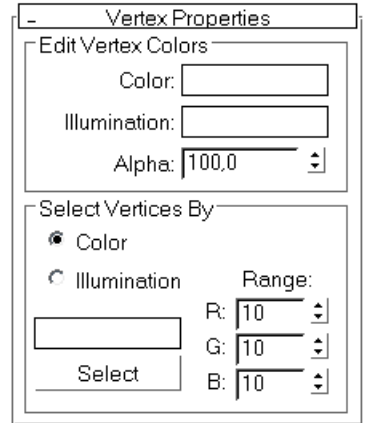 - Vertex Properties
Edit Vertex Colors
Color:
Illumination:
Alpha: 100,0
Select Vertices By
Color
Illumination Range:
R: 10
G: 10
Select B: 10